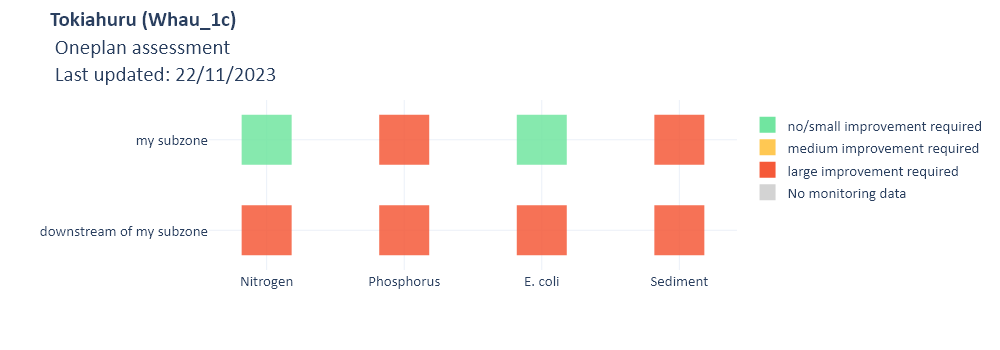 Tokiahuru (Whau_1c)
Oneplan assessment
Last updated: 22/11/2023
my subzone
downstream of my subzone
Nitrogen
Phosphorus
E. coli
Sediment
no/small improvement required
medium improvement required
large improvement required
No monitoring data